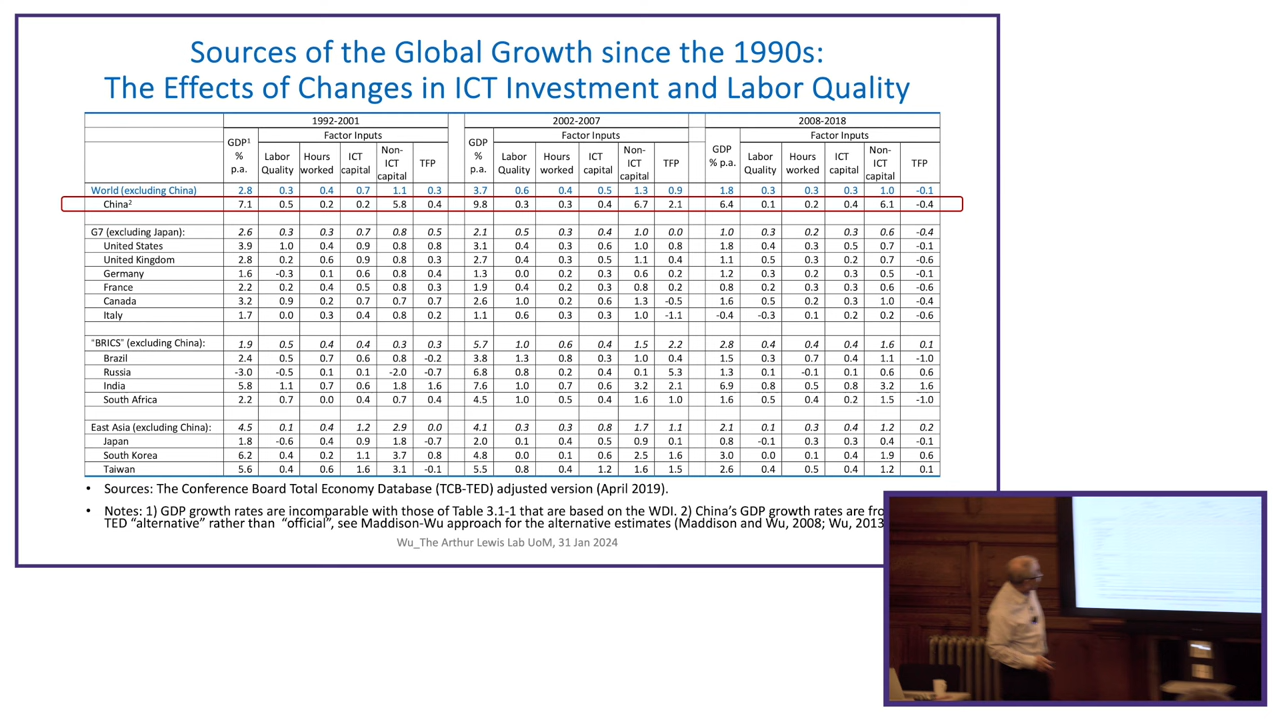 Sources of the Global Growth since the 1990s:
The Effects of Changes in ICT Investment and Labor Quality
1992-2001 2002-2007 2008-2018
GDP¹ % p.a. Factor Inputs GDP % p.a. Factor Inputs GDP % p.a. Factor Inputs
Labor Quality Hours worked ICT capital Non-ICT capital TFP Labor Quality Hours worked ICT capital Non-ICT capital TFP Labor Quality Hours worked ICT capital Non-ICT capital TFP
World (excluding China) 2.8 0.3 0.4 0.7 1.1 0.3 3.7 0.6 0.4 0.5 1.3 0.9 1.8 0.3 0.3 0.3 1.0 -0.1
China² 7.1 0.5 0.2 0.2 5.8 0.4 9.8 0.3 0.3 0.4 6.7 2.1 6.4 0.1 0.2 0.4 6.1 -0.4
G7 (excluding Japan): 2.6 0.3 0.3 0.7 0.8 0.5 2.1 0.5 0.3 0.4 1.0 0.0 1.0 0.3 0.2 0.3 0.6 -0.4
United States 3.9 1.0 0.4 0.9 0.8 0.8 3.1 0.4 0.3 0.6 1.0 0.8 1.8 0.4 0.3 0.5 0.7 -0.1
United Kingdom 2.8 0.2 0.6 0.9 0.8 0.3 2.7 0.4 0.3 0.5 1.1 0.4 1.1 0.5 0.3 0.2 0.7 -0.6
Germany 1.6 -0.3 0.1 0.6 0.8 0.4 1.3 0.0 0.2 0.3 0.6 0.2 1.2 0.3 0.2 0.3 0.5 -0.1
France 2.2 0.2 0.4 0.5 0.8 0.3 1.9 0.4 0.2 0.3 0.8 0.2 0.8 0.2 0.3 0.3 0.6 -0.6
Canada 3.2 0.9 0.2 0.7 0.7 0.7 2.6 1.0 0.2 0.6 1.3 -0.5 1.6 0.5 0.2 0.3 1.0 -0.4
Italy 1.7 0.0 0.3 0.4 0.8 0.2 1.1 0.6 0.3 0.3 1.0 -1.1 -0.4 -0.3 0.1 0.2 0.2 -0.6
"BRICS" (excluding China): 1.9 0.5 0.4 0.4 0.3 0.3 5.7 1.0 0.6 0.4 1.5 2.2 2.8 0.4 0.4 0.4 1.6 0.1
Brazil 2.4 0.5 0.7 0.6 0.8 -0.2 3.8 1.3 0.8 0.3 1.0 0.4 1.5 0.3 0.7 0.4 1.1 -1.0
Russia -3.0 -0.5 0.1 0.1 -2.0 -0.7 6.8 0.8 0.2 0.4 0.1 5.3 1.3 0.1 -0.1 0.1 0.6 0.6
India 5.8 1.1 0.7 0.6 1.8 1.6 7.6 1.0 0.7 0.6 3.2 2.1 6.9 0.8 0.5 0.8 3.2 1.6
South Africa 2.2 0.7 0.0 0.4 0.7 0.4 4.5 1.0 0.5 0.4 1.6 1.0 1.6 0.5 0.4 0.2 1.5 -1.0
East Asia (excluding China): 4.5 0.1 0.4 1.2 2.9 0.0 4.1 0.3 0.3 0.8 1.7 1.1 2.1 0.1 0.3 0.4 1.2 0.2
Japan 1.8 -0.6 0.4 0.9 1.8 -0.7 2.0 0.1 0.4 0.5 0.9 0.1 0.8 -0.1 0.3 0.3 0.4 -0.1
South Korea 6.2 0.4 0.2 1.1 3.7 0.8 4.8 0.0 0.1 0.6 2.5 1.6 3.0 0.0 0.1 0.4 1.9 0.6
Taiwan 5.6 0.4 0.6 1.6 3.1 -0.1 5.5 0.8 0.4 1.2 1.6 1.5 2.6 0.4 0.5 0.4 1.2 0.1
• Sources: The Conference Board Total Economy Database (TCB-TED) adjusted version (April 2019).
• Notes: 1) GDP growth rates are incomparable with those of Table 3.1-1 that are based on the WDI. 2) China's GDP growth rates are
TED "alternative" rather than "official", see Maddison-Wu approach for the alternative estimates (Maddison and Wu, 2008; Wu, 2013
Wu_The Arthur Lewis Lab UoM, 31 Jan 2024